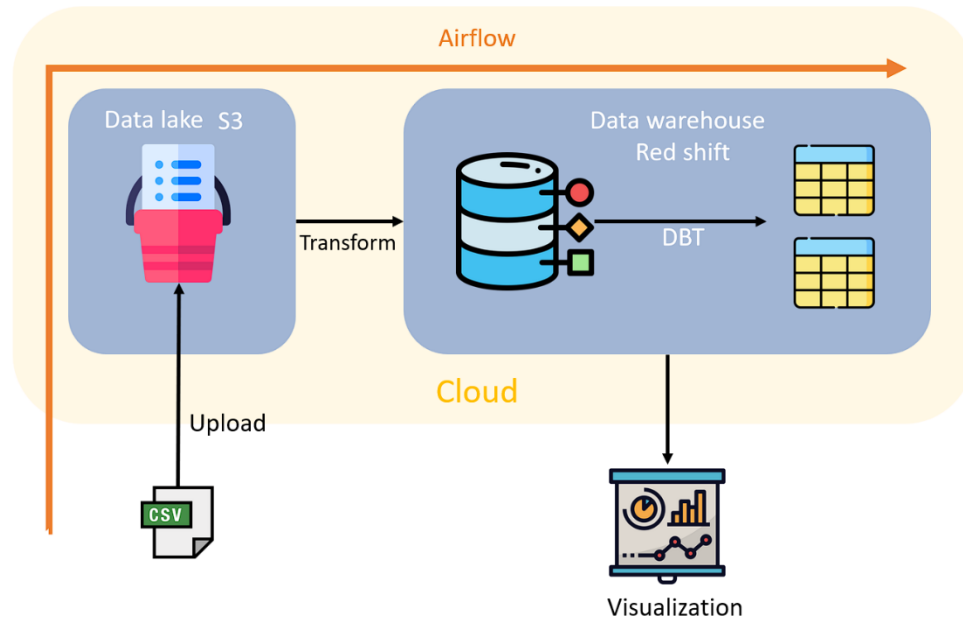 Airflow
Data lake S3
Data warehouse
Red shift
Transform
DBT
Cloud
Upload
CSV
Visualization